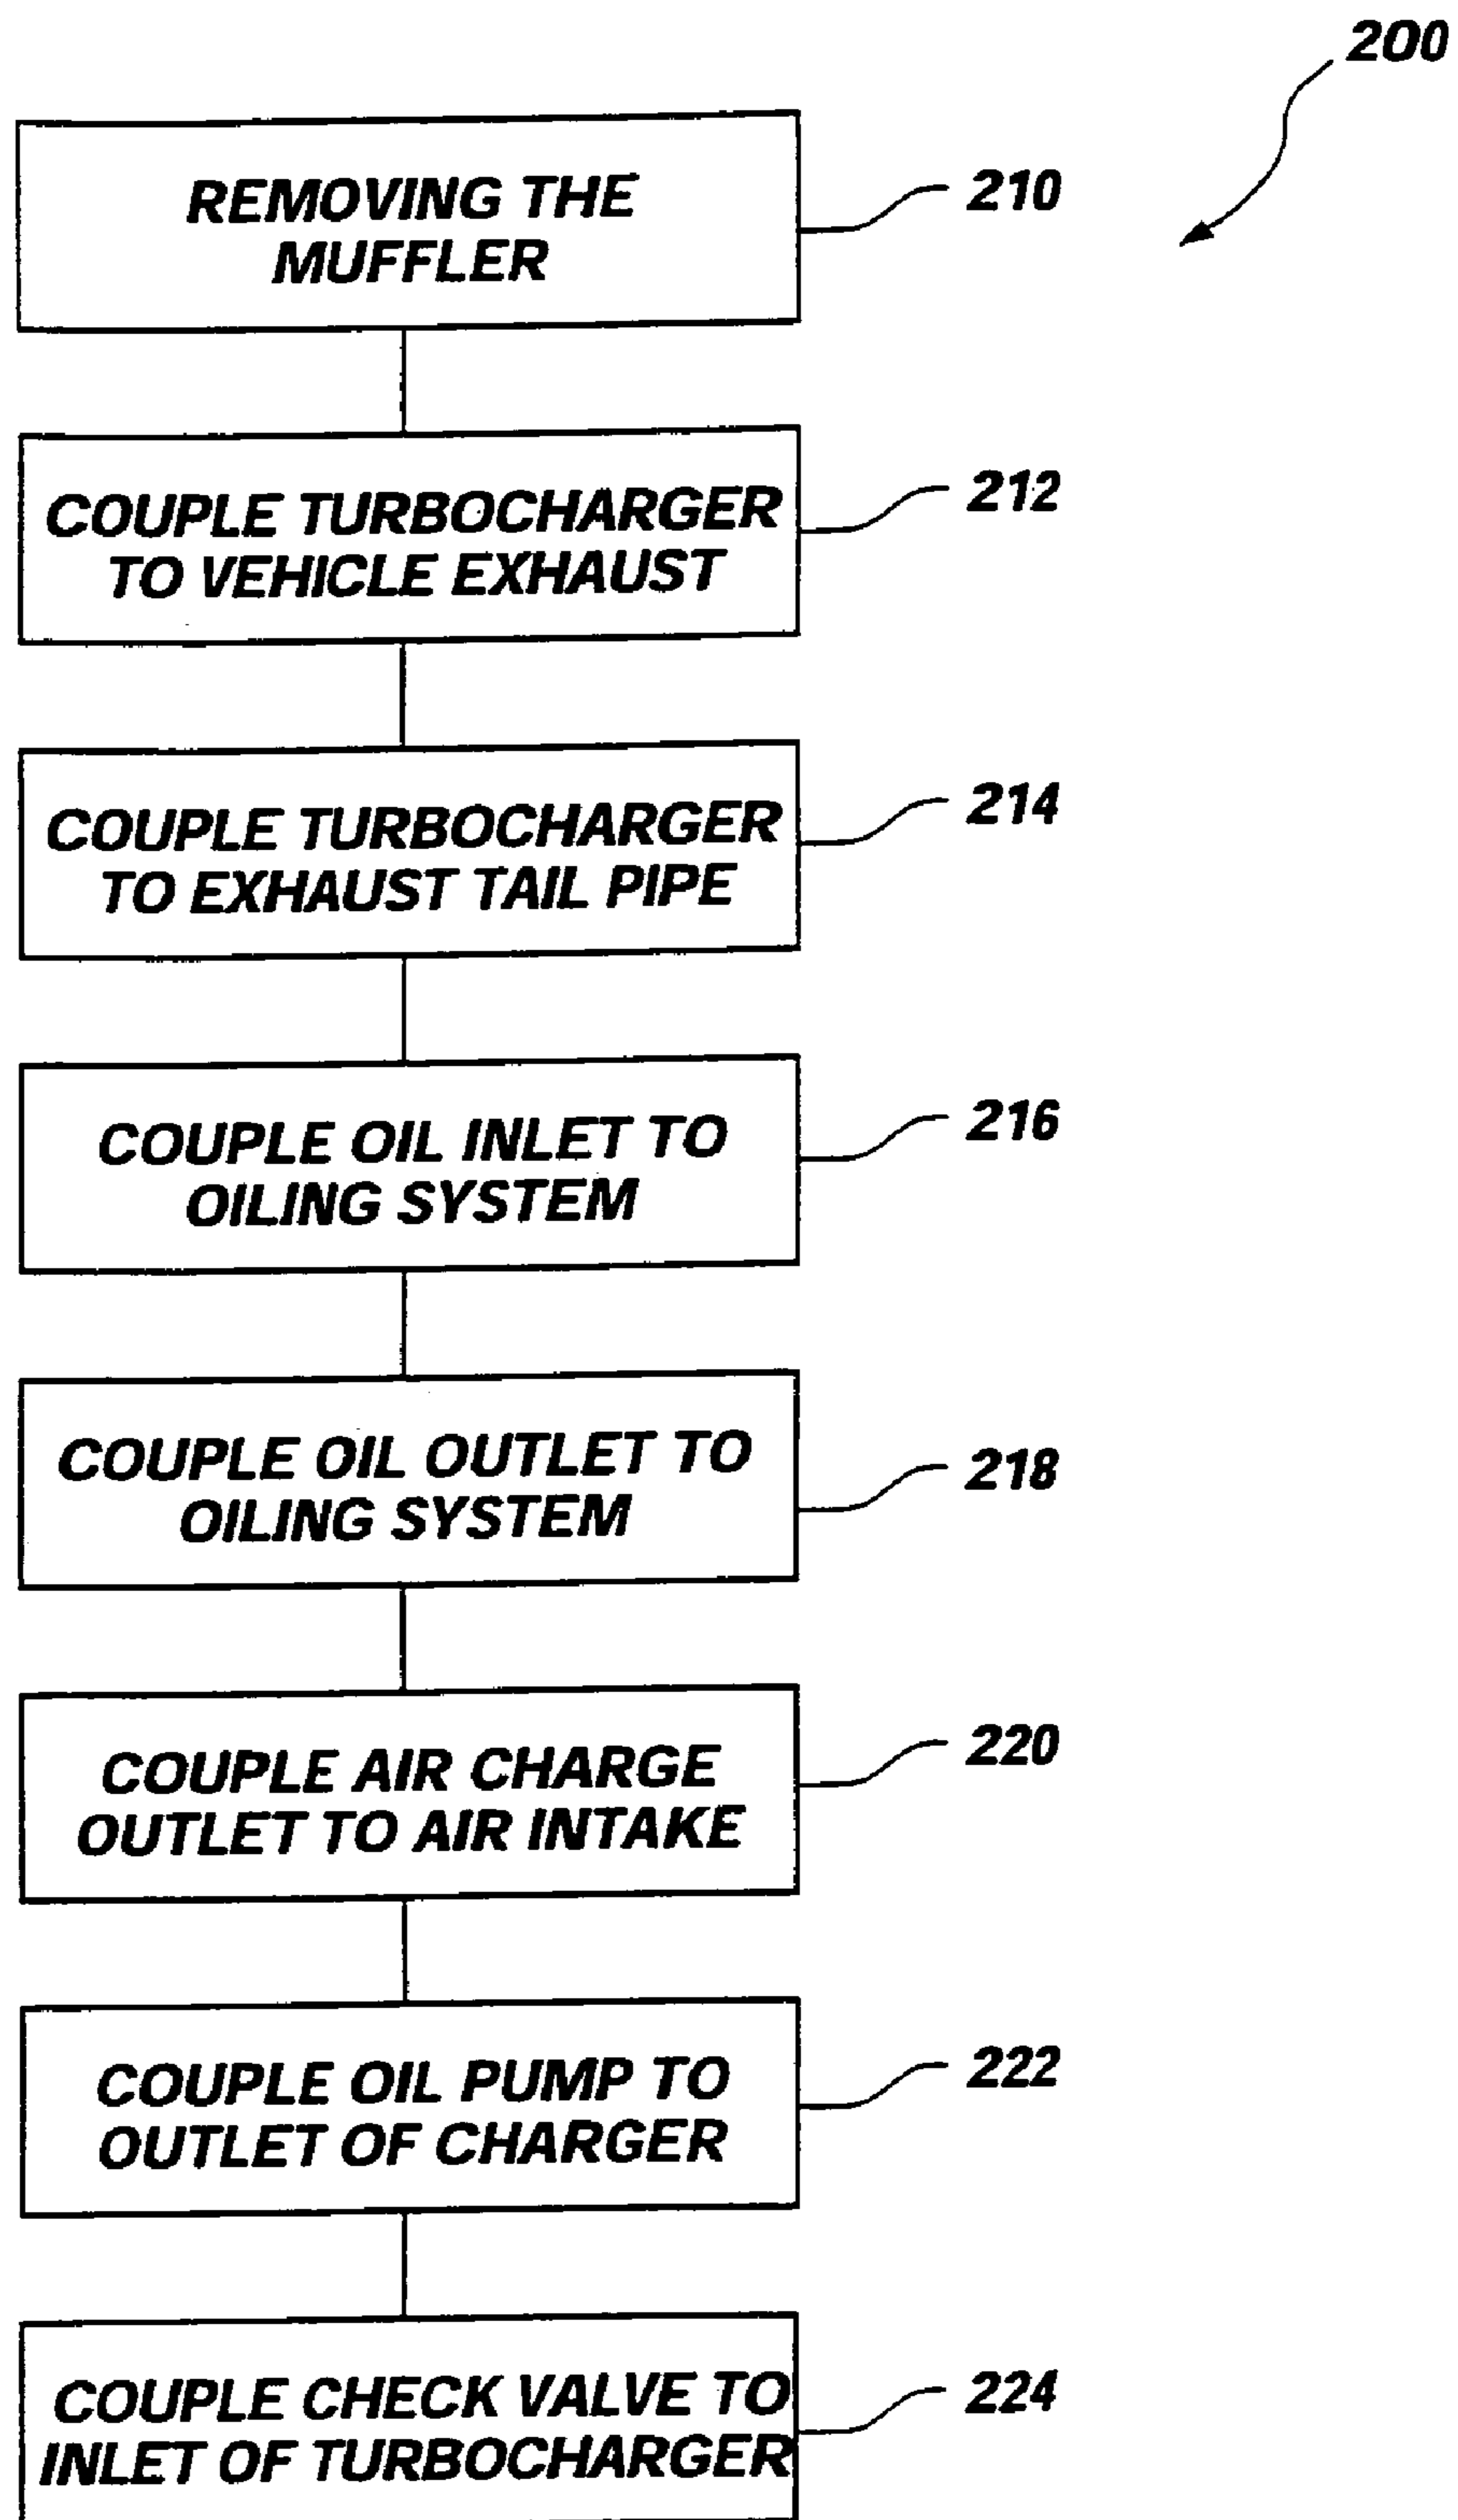 200
REMOVING THE
MUFFLER
210
COUPLE TURBOCHARGER
TO VEHICLE EXHAUST
212
COUPLE TURBOCHARGER
TO EXHAUST TAIL PIPE
214
COUPLE OIL INLET TO
OILING SYSTEM
216
COUPLE OIL OUTLET TO
OILING SYSTEM
218
COUPLE AIR CHARGE
OUTLET TO AIR INTAKE
220
COUPLE OIL PUMP TO
OUTLET OF CHARGER
222
COUPLE CHECK VALVE TO
INLET OF TURBOCHARGER
224